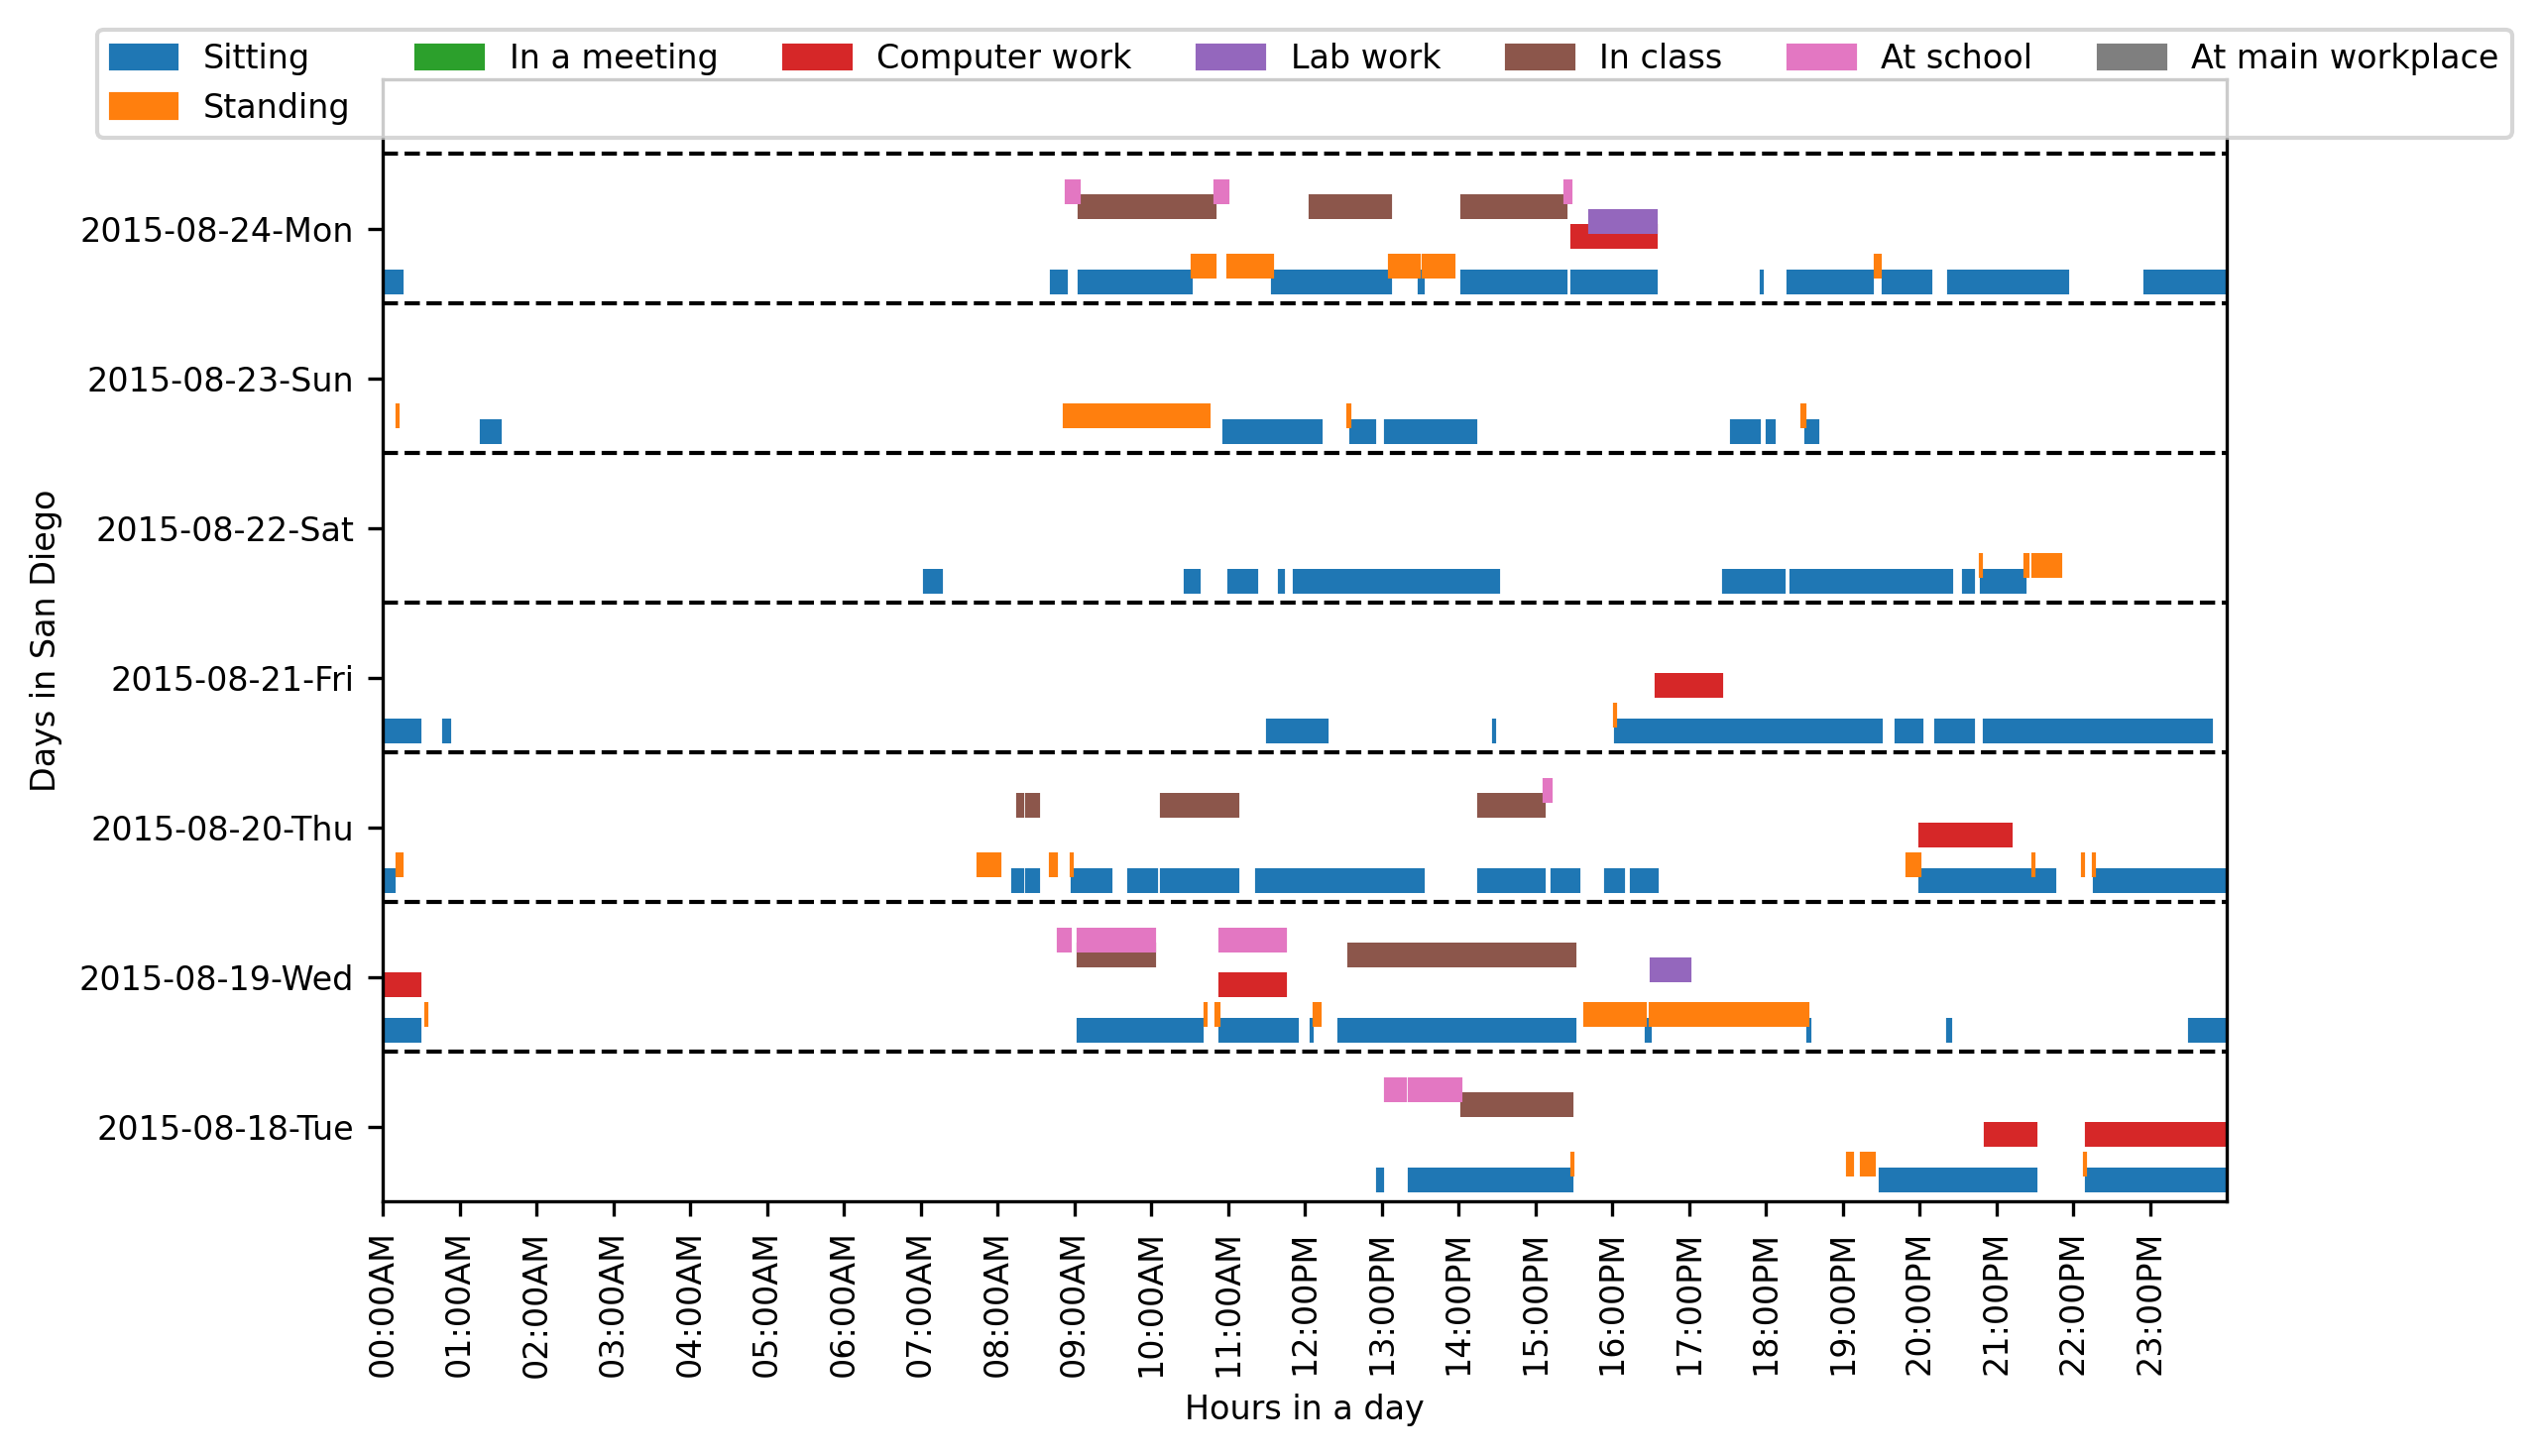 Sitting In a meeting Computer work Lab work In class At school At main workplace
Standing
2015-08-24-Mon
2015-08-23-Sun
2015-08-22-Sat
2015-08-21-Fri
2015-08-20-Thu
2015-08-19-Wed
2015-08-18-Tue
Days in San Diego
00:00AM
01:00AM
02:00AM
03:00AM
04:00AM
05:00AM
06:00AM
07:00AM
08:00AM
09:00AM
10:00AM
11:00AM
12:00PM
13:00PM
14:00PM
15:00PM
16:00PM
17:00PM
18:00PM
19:00PM
20:00PM
21:00PM
22:00PM
23:00PM
Hours in a day